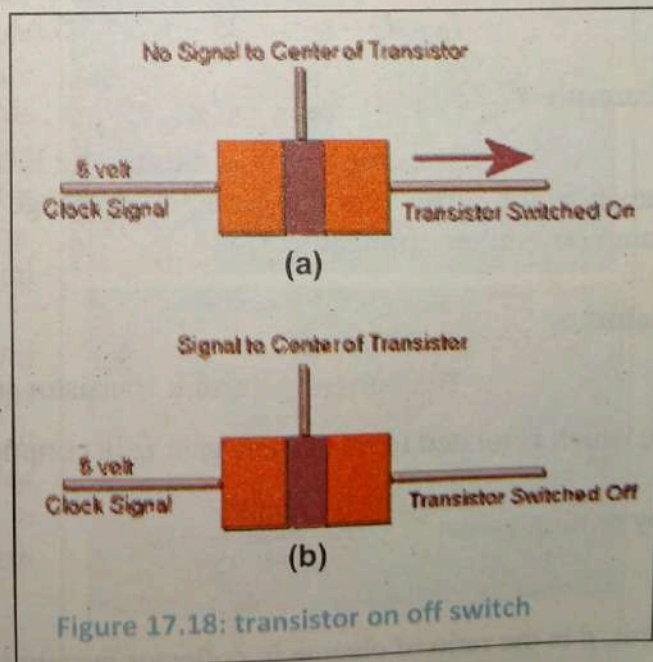 No Signal to Center of Transistor
5 volt
Clock Signal
Transistor Switched On
(a)
Signal to Center of Transistor
5 volt
Clock Signal
Transistor Switched Off
(b)
Figure 17.18: transistor on off switch